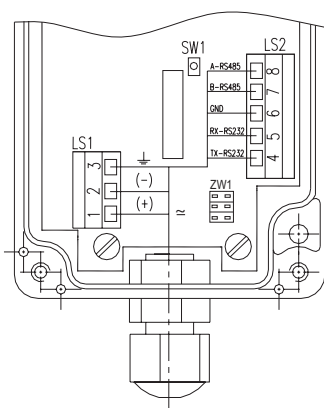 SW1
LS2
A-RS485 8
B-RS485 7
GND 6
RX-RS232 5
TX-RS232 4
LS1
3
2 (-)
1 (+)
≂
ZW1